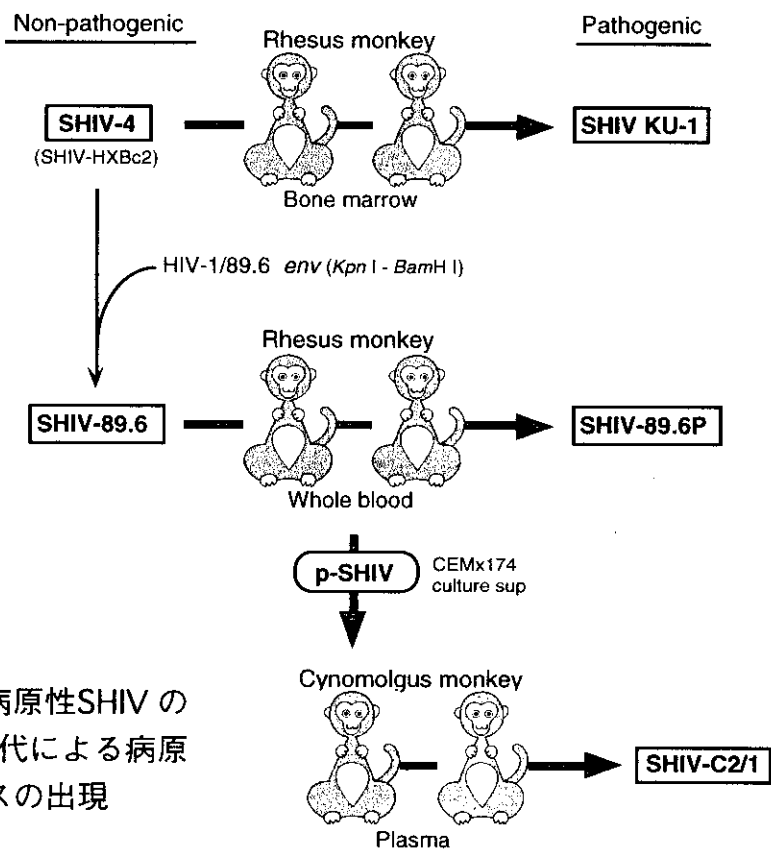 Non-pathogenic
Pathogenic
Rhesus monkey
SHIV-4
(SHIV-HXBc2)
SHIV KU-1
Bone marrow
HIV-1/89.6 env (Kpn I - BamH I)
Rhesus monkey
SHIV-89.6
SHIV-89.6P
Whole blood
p-SHIV
CEMx174
culture sup
Cynomolgus monkey
病原性SHIV の
代による病原
スの出現
SHIV-C2/1
Plasma